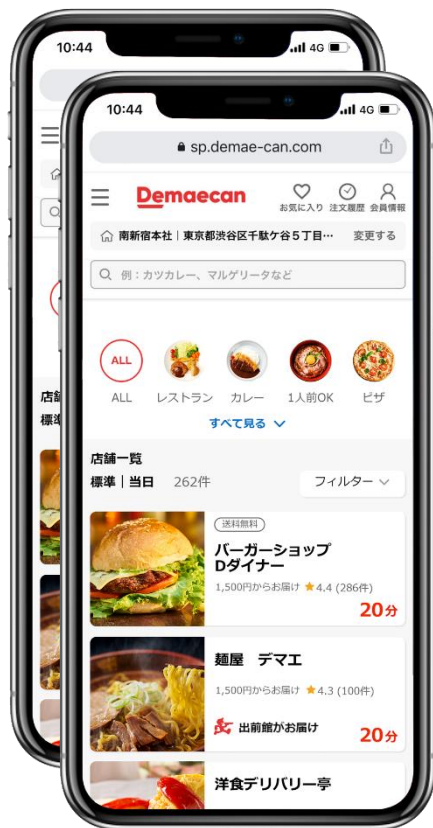 10:44
10:44
4G
4G
sp.demae-can.com
Demaecan
お気に入り 注文履歴 会員情報
南新宿本社｜東京都渋谷区千駄ケ谷5丁目… 変更する
例：カツカレー、マルゲリータなど
ALL
ALL レストラン カレー 1人前OK ピザ
すべて見る
店舗一覧
標準｜当日 262件 フィルター
店舗
標準
送料無料
バーガーショップ
Dダイナー
1,500円からお届け ★4.4 (286件)
20分
麺屋 デマエ
1,500円からお届け ★4.3 (100件)
出前館がお届け
20分
洋食デリバリー亭